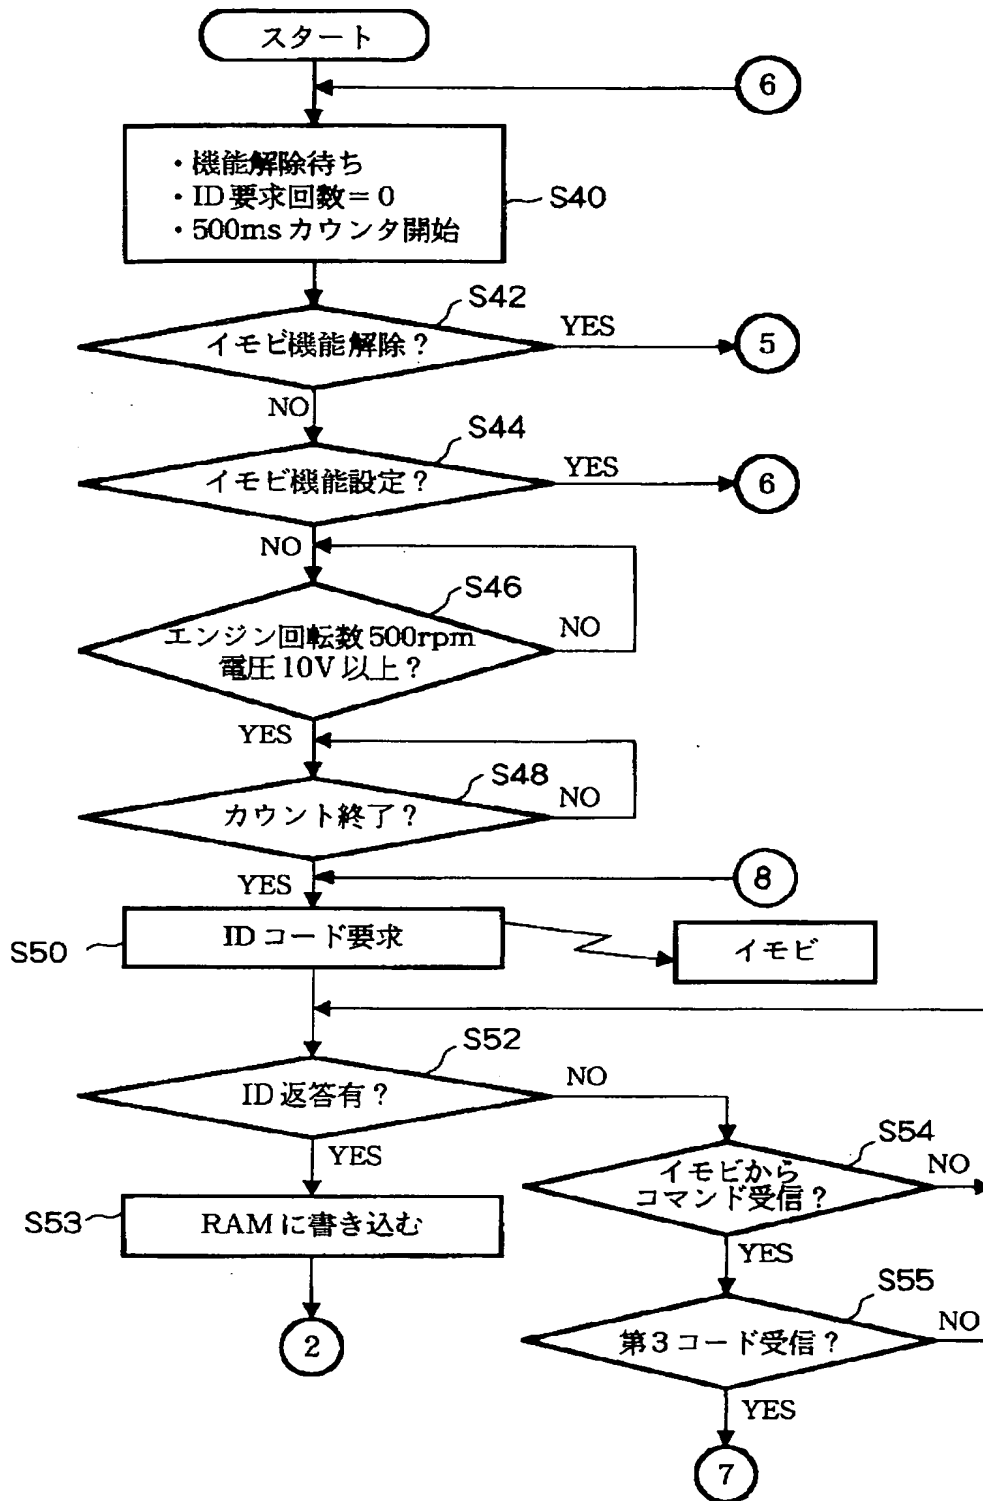 スタート
6
・機能解除待ち
・ID要求回数=0
・500msカウンタ開始
S40
S42
イモビ機能解除?
YES
5
NO
S44
イモビ機能設定?
YES
6
NO
S46
エンジン回転数500rpm
電圧10V以上?
NO
YES
S48
カウント終了?
NO
YES
8
S50
IDコード要求
イモビ
S52
ID返答有?
NO
YES
S54
イモビから
コマンド受信?
NO
S53
RAMに書き込む
YES
S55
第3コード受信?
NO
2
YES
7